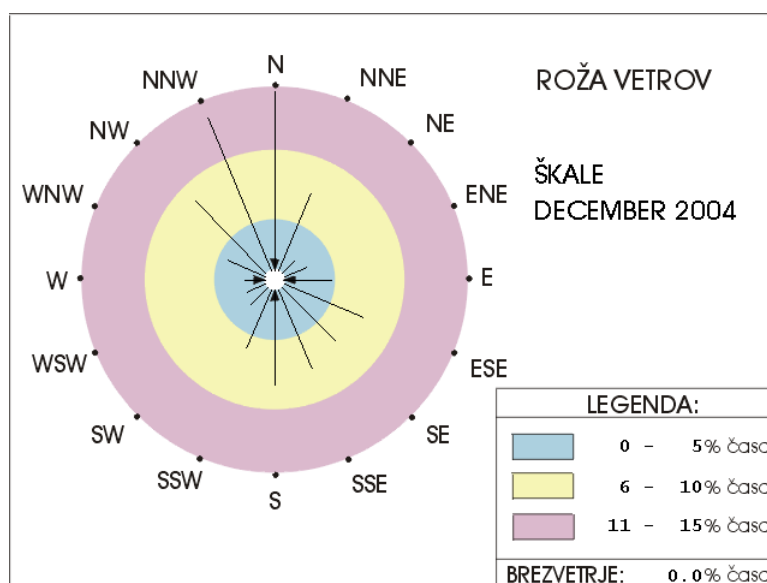 ROŽA VETROV
ŠKALE
DECEMBER 2004
N
NNE
NE
ENE
E
ESE
SE
SSE
S
SSW
SW
WSW
W
WNW
NW
NNW
LEGENDA:
0 - 5% časa
6 - 10% časa
11 - 15% časa
BREZVETRJE: 0.0% časa